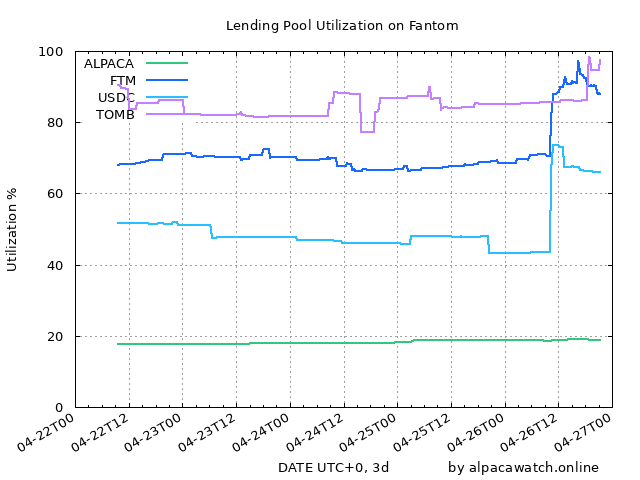 Lending Pool Utilization on Fantom
Utilization %
100
80
60
40
20
0
ALPACA
FTM
USDC
TOMB
04-22T00
04-22T12
04-23T00
04-23T12
04-24T00
04-24T12
04-25T00
04-25T12
04-26T00
04-26T12
04-27T00
DATE UTC+0, 3d
by alpacawatch.online